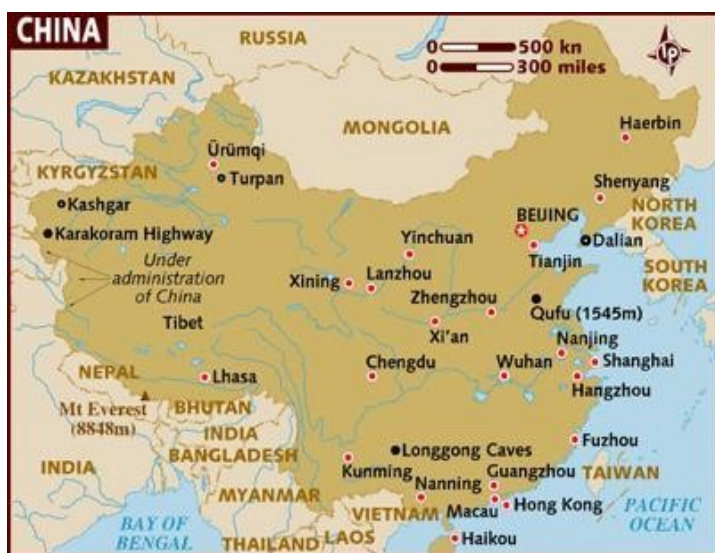 CHINA
RUSSIA
0 500 kn
0 300 miles
lp
KAZAKHSTAN
MONGOLIA
Haerbin
Ürümqi
Turpan
KYRGYZSTAN
Shenyang
Kashgar
NORTH
KOREA
BEIJING
Karakoram Highway
Yinchuan
Dalian
Tianjin
Under
administration
of China
SOUTH
KOREA
Xining
Lanzhou
Zhengzhou
Qufu (1545m)
Tibet
Xi'an
Nanjing
NEPAL
Lhasa
Chengdu
Wuhan
Shanghai
Hangzhou
Mt Everest
(8848m)
BHUTAN
INDIA
BANGLADESH
Longgong Caves
Fuzhou
INDIA
Kunming
Nanning
Guangzhou
TAIWAN
MYANMAR
VIETNAM
Macau
Hong Kong
PACIFIC
OCEAN
BAY OF
BENGAL
THAILAND
LAOS
Haikou